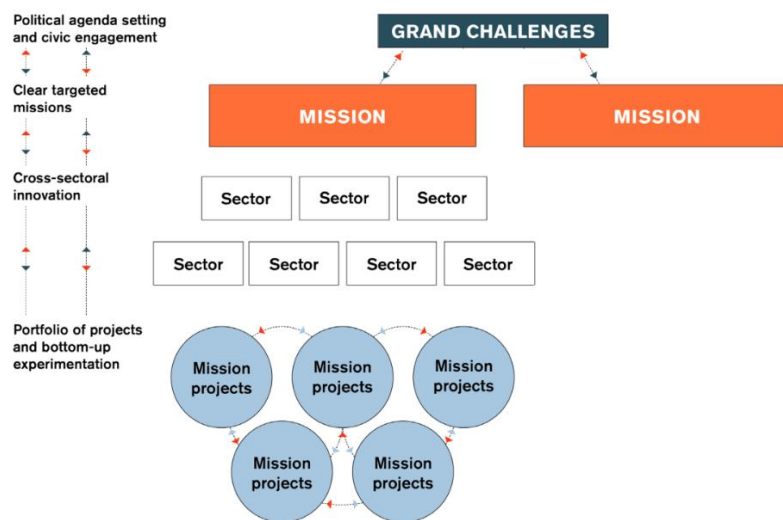 Political agenda setting
and civic engagement
GRAND CHALLENGES
Clear targeted
missions
MISSION
MISSION
Cross-sectoral
innovation
Sector
Sector
Sector
Sector
Sector
Sector
Sector
Portfolio of projects
and bottom-up
experimentation
Mission
projects
Mission
projects
Mission
projects
Mission
projects
Mission
projects